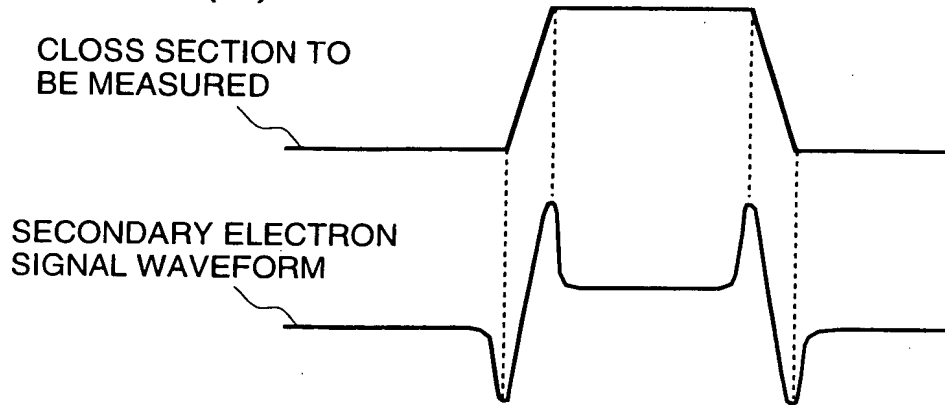 CLOSS SECTION TO
BE MEASURED
SECONDARY ELECTRON
SIGNAL WAVEFORM